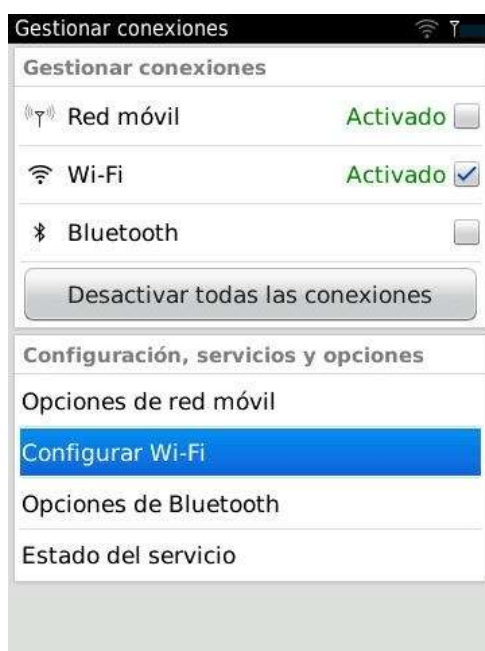 Gestionar conexiones
Gestionar conexiones
Red móvil Activado
Wi-Fi Activado
Bluetooth
Desactivar todas las conexiones
Configuración, servicios y opciones
Opciones de red móvil
Configurar Wi-Fi
Opciones de Bluetooth
Estado del servicio